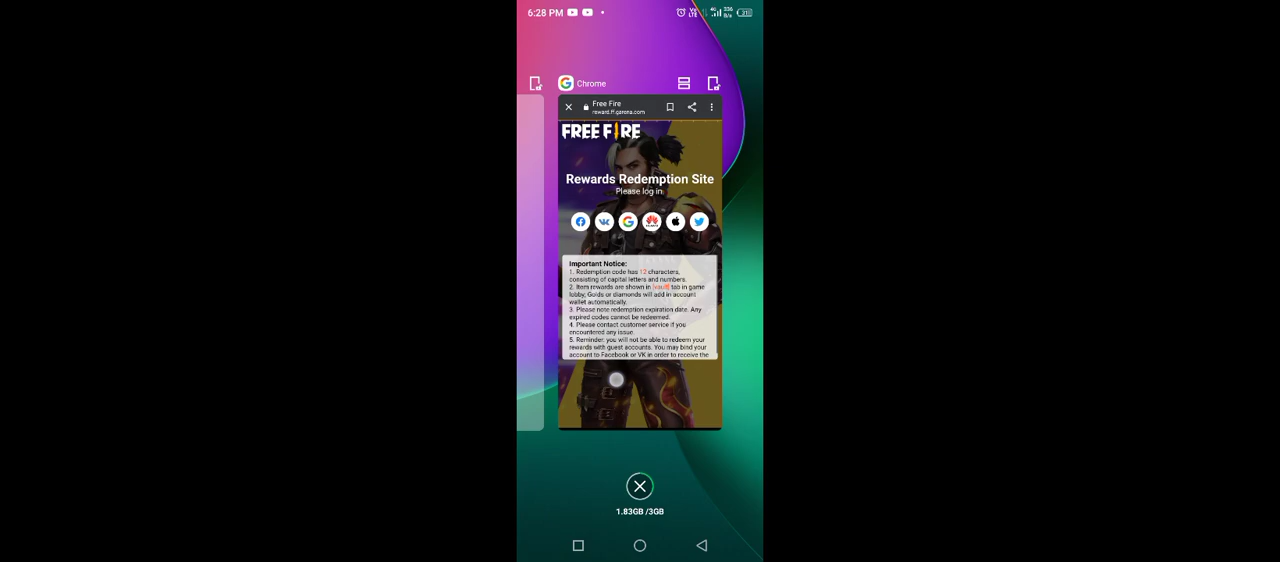 6:28 PM
4G
336
B/s
Chrome
Free Fire
reward.ff.garena.com
FREE FIRE
Rewards Redemption Site
Please log in.
HUAWEI
Important Notice:
1. Redemption code has 12 characters,
consisting of capital letters and numbers.
2. Item rewards are shown in [vault] tab in game
lobby; Golds or diamonds will add in account
wallet automatically.
3. Please note redemption expiration date. Any
expired codes cannot be redeemed.
4. Please contact customer service if you
encountered any issue.
5. Reminder: you will not be able to redeem your
rewards with guest accounts. You may bind your
account to Facebook or VK in order to receive the
1.83GB /3GB